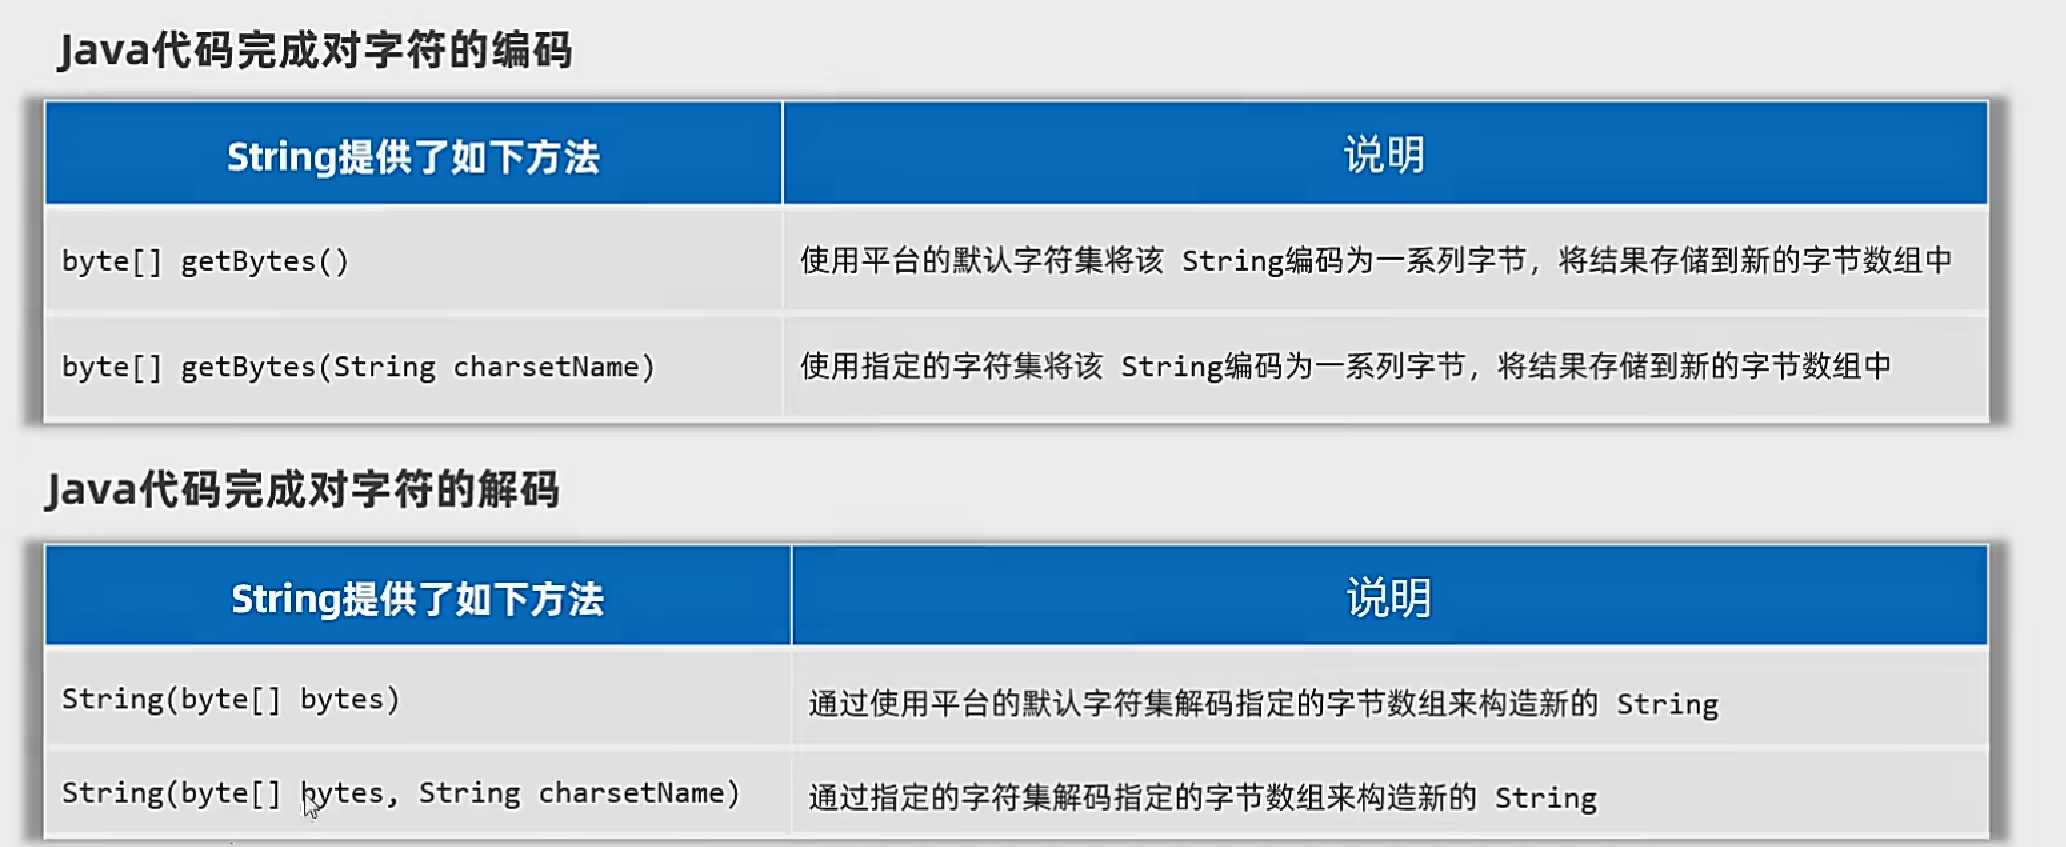 Java代码完成对字符的编码
String提供了如下方法
说明
byte[] getBytes()
使用平台的默认字符集将该 String编码为一系列字节，将结果存储到新的字节数组中
byte[] getBytes(String charsetName)
使用指定的字符集将该 String编码为一系列字节，将结果存储到新的字节数组中
Java代码完成对字符的解码
String提供了如下方法
说明
String(byte[] bytes)
通过使用平台的默认字符集解码指定的字节数组来构造新的 String
String(byte[] bytes, String charsetName)
通过指定的字符集解码指定的字节数组来构造新的 String